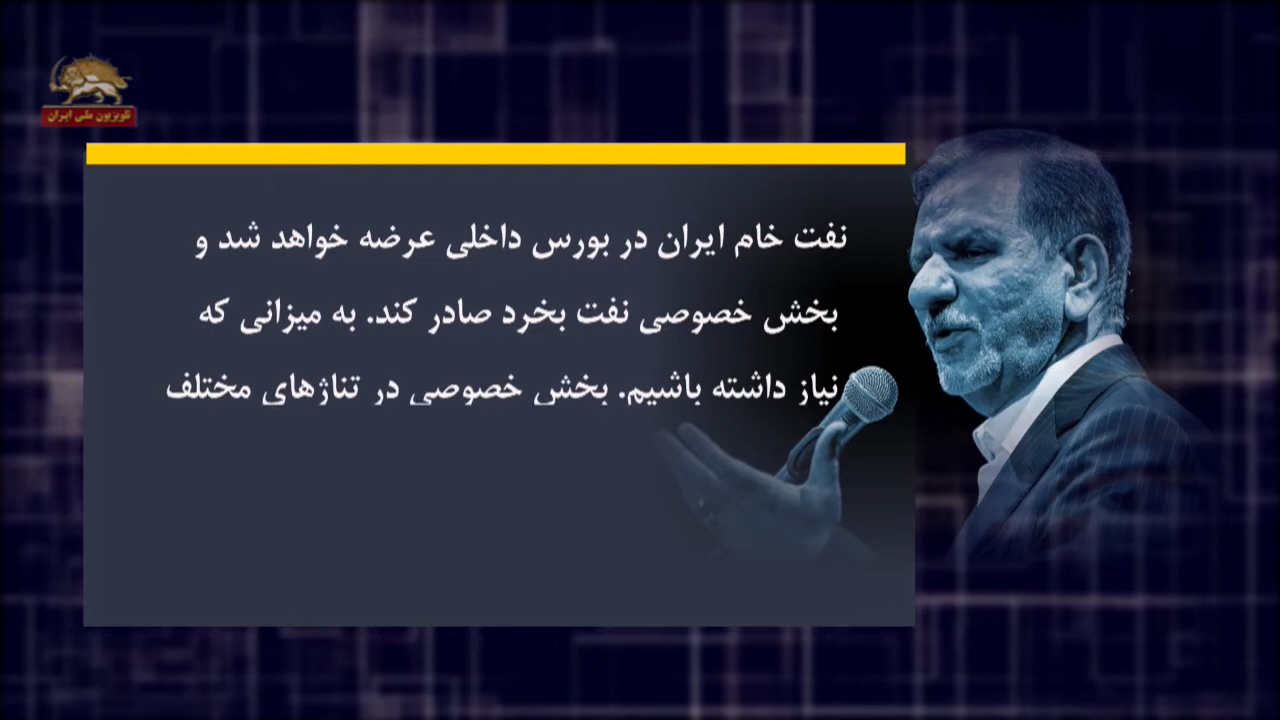 تلویزیون ملی ایران
نفت خام ایران در بورس داخلی عرضه خواهد شد و
بخش خصوصی نفت بخرد صادر کند. به میزانی که
نیاز داشته باشیم. بخش خصوصی در تناژهای مختلف